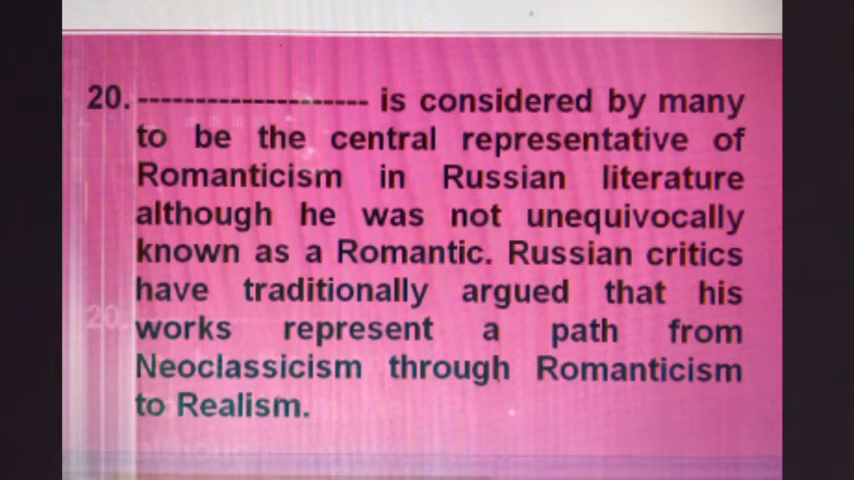 20. -------------------- is considered by many
to be the central representative of
Romanticism in Russian literature
although he was not unequivocally
known as a Romantic. Russian critics
have traditionally argued that his
works represent a path from
Neoclassicism through Romanticism
to Realism.
20.